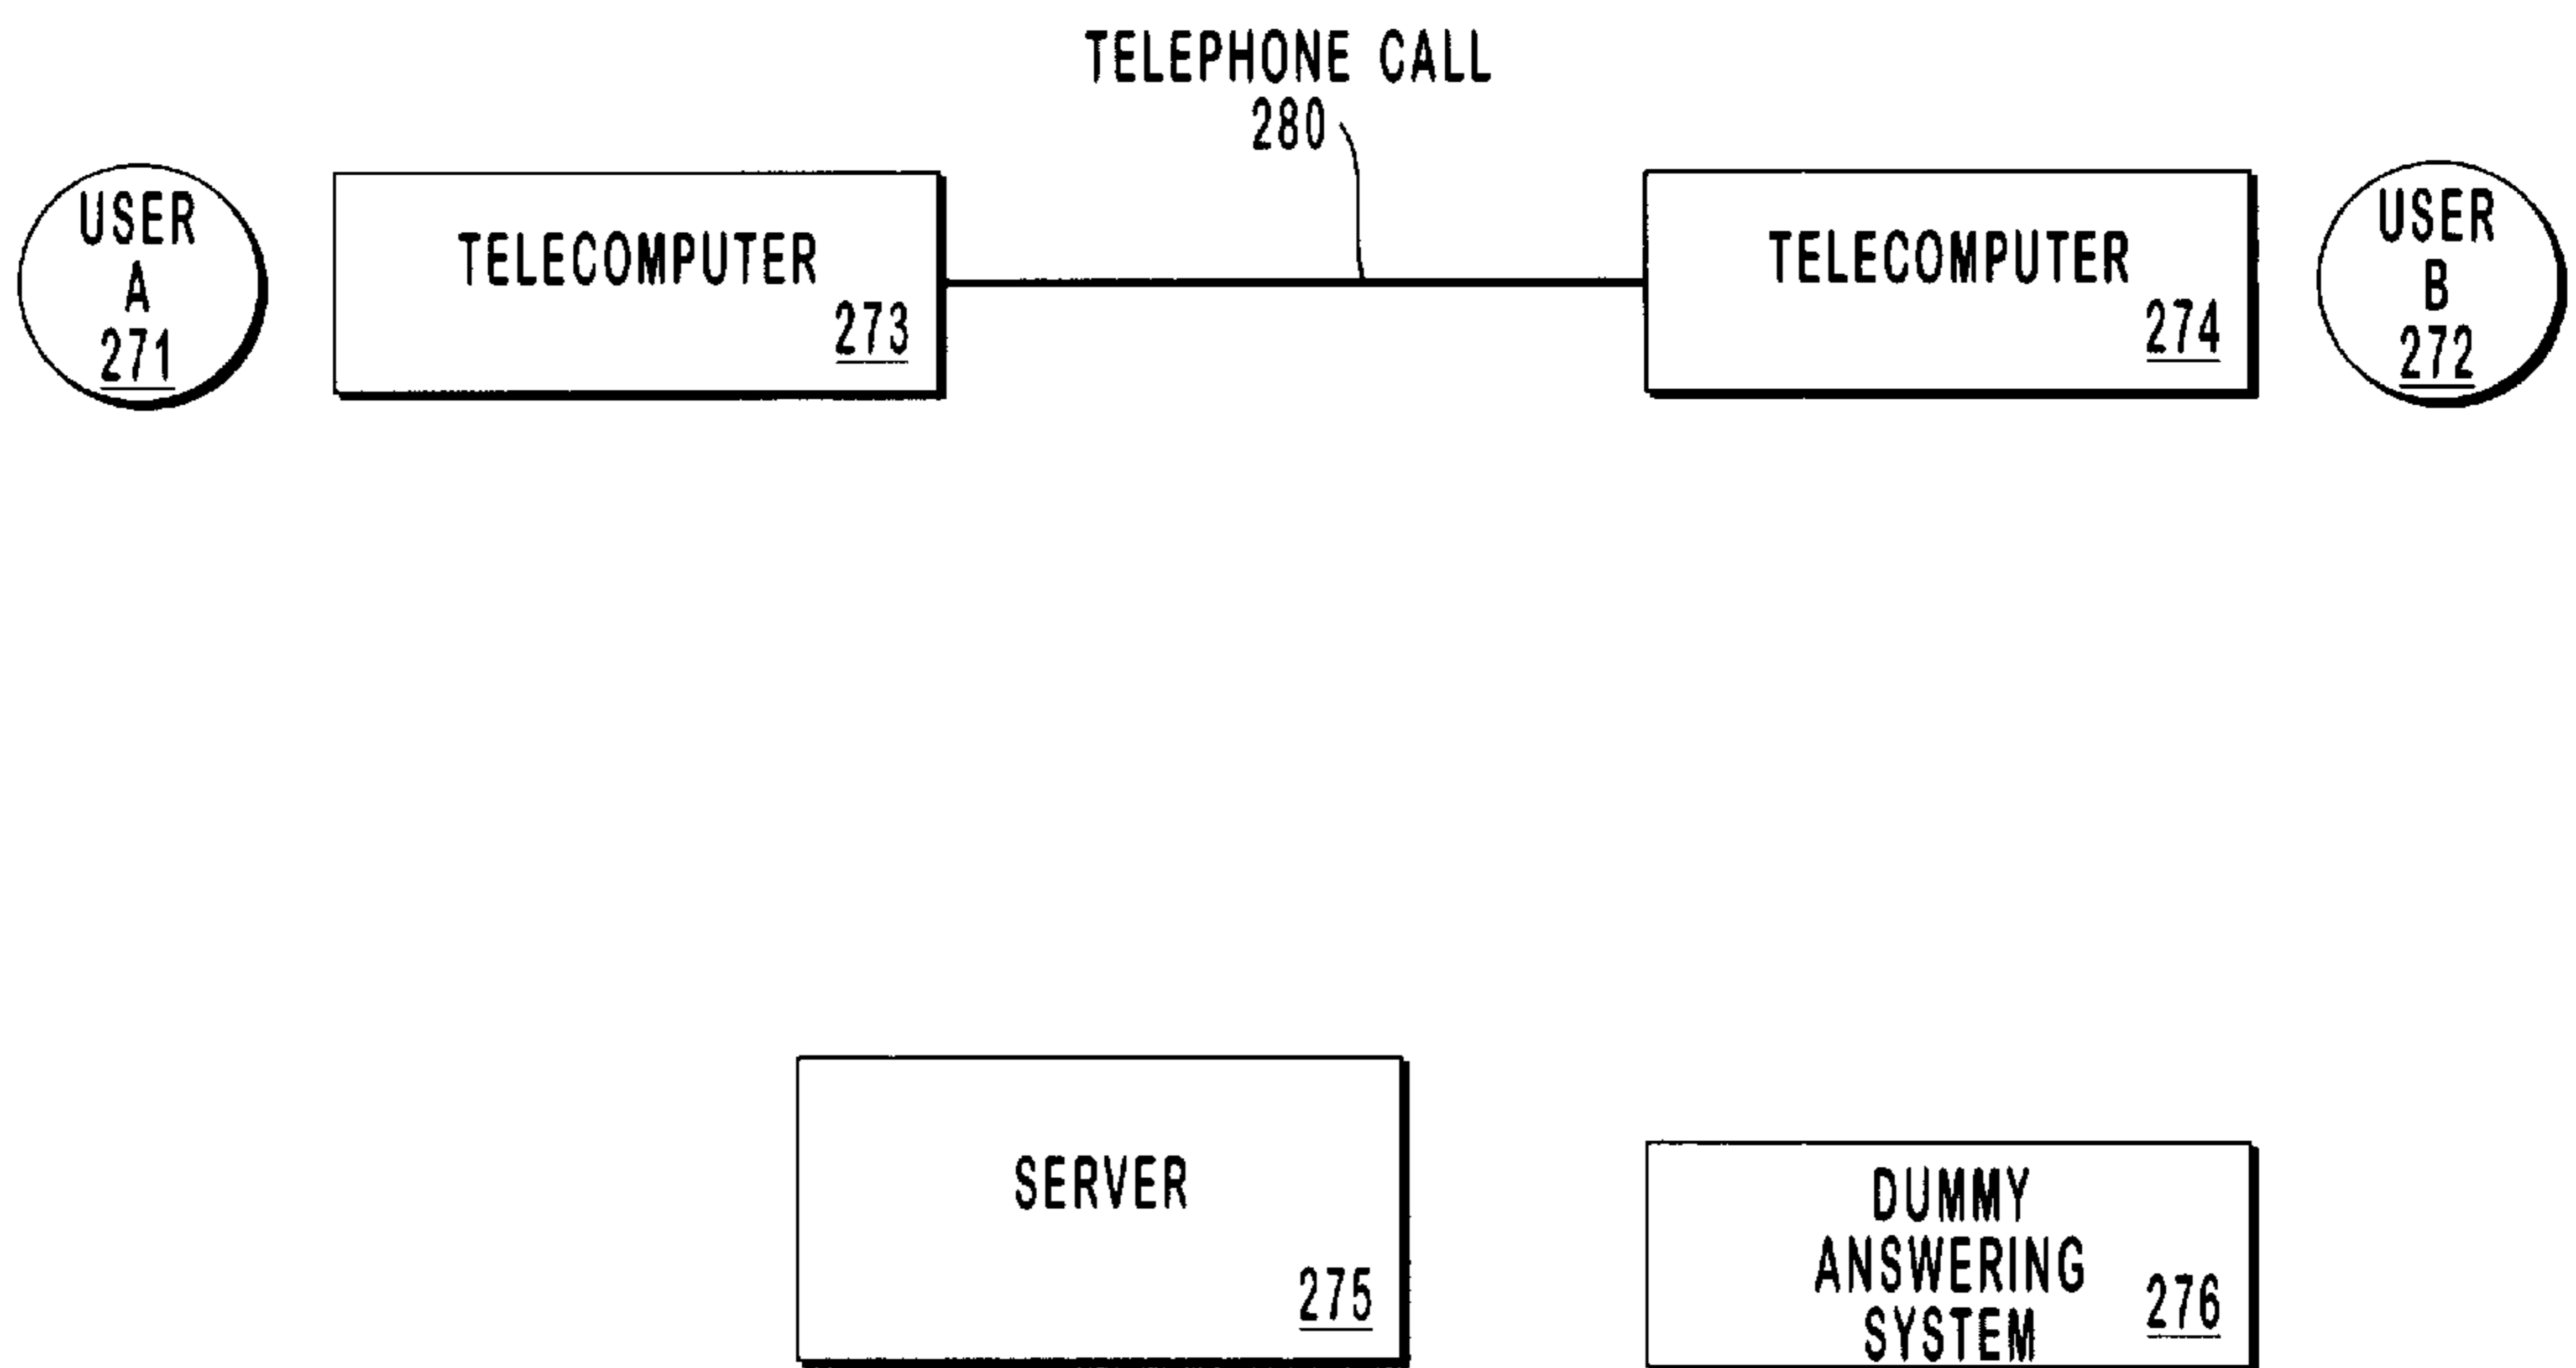 TELEPHONE CALL
280
USER
A
271
TELECOMPUTER
273
TELECOMPUTER
274
USER
B
272
SERVER
275
DUMMY
ANSWERING
SYSTEM
276